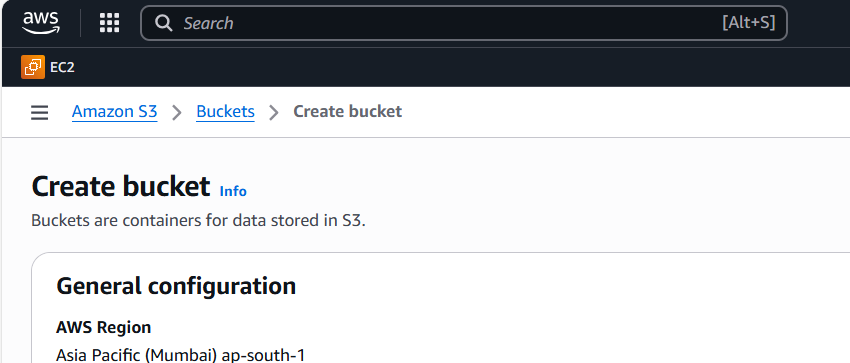 aws Search [Alt+S]
EC2
Amazon S3 > Buckets > Create bucket
Create bucket Info
Buckets are containers for data stored in S3.
General configuration
AWS Region
Asia Pacific (Mumbai) ap-south-1